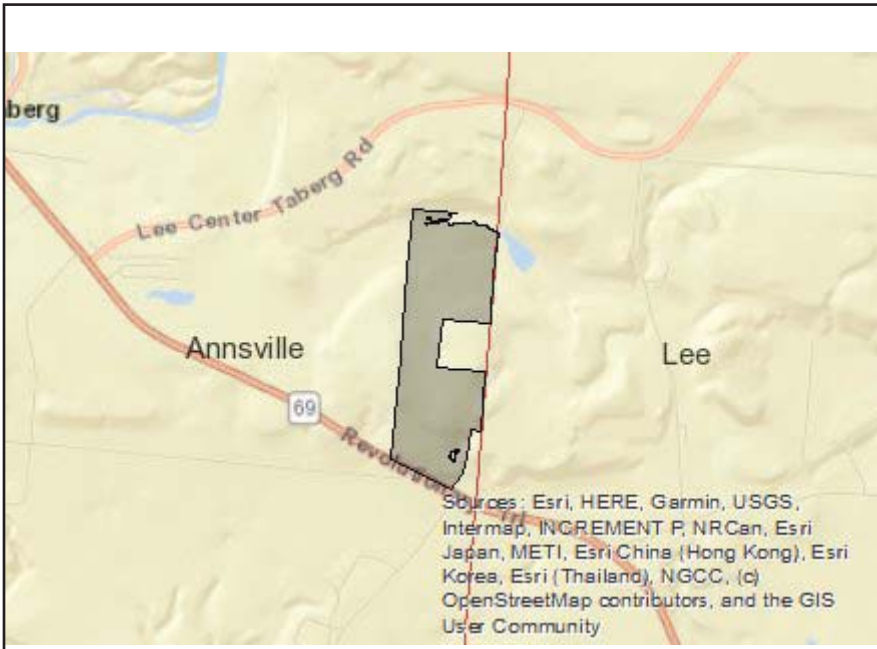 berg
Lee Center Taberg Rd
Annsville
Lee
69
Sources: Esri, HERE, Garmin, USGS,
Intermap, INCREMENT P, NRCan, Esri
Japan, METI, Esri China (Hong Kong), Esri
Korea, Esri (Thailand), NGCC, (c)
OpenStreetMap contributors, and the GIS
User Community